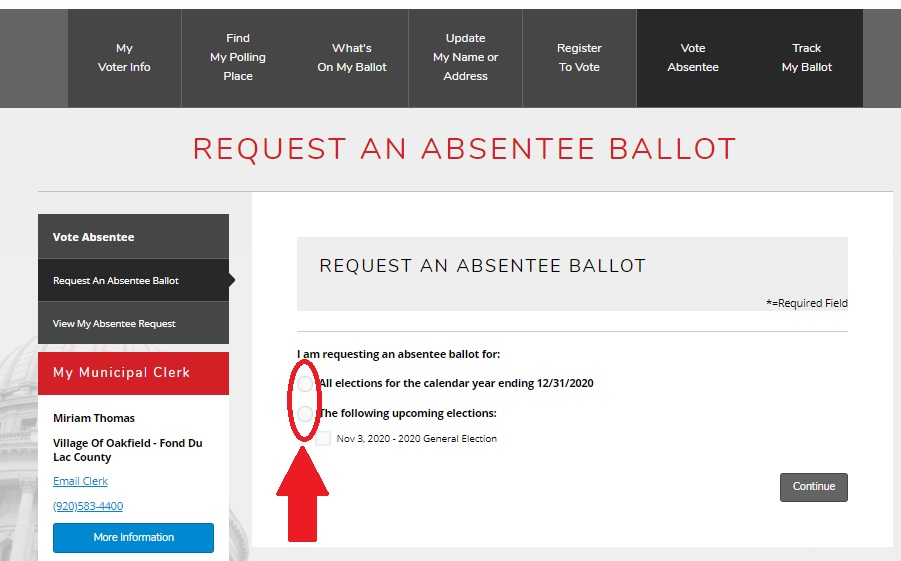 My
Voter Info
Find
My Polling
Place
What's
On My Ballot
Update
My Name or
Address
Register
To Vote
Vote
Absentee
Track
My Ballot
REQUEST AN ABSENTEE BALLOT
Vote Absentee
Request An Absentee Ballot
View My Absentee Request
My Municipal Clerk
Miriam Thomas
Village Of Oakfield - Fond Du
Lac County
Email Clerk
(920)583-4400
More Information
REQUEST AN ABSENTEE BALLOT
*=Required Field
I am requesting an absentee ballot for:
All elections for the calendar year ending 12/31/2020
The following upcoming elections:
Nov 3, 2020 - 2020 General Election
Continue